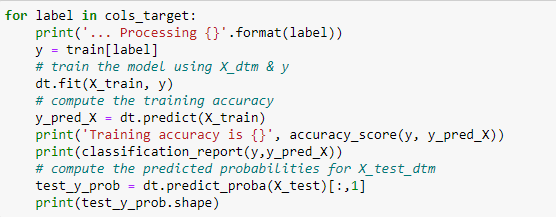 for label in cols_target:
    print('... Processing {}'.format(label))
    y = train[label]
    # train the model using X_dtm & y
    dt.fit(X_train, y)
    # compute the training accuracy
    y_pred_X = dt.predict(X_train)
    print('Training accuracy is {}', accuracy_score(y, y_pred_X))
    print(classification_report(y,y_pred_X))
    # compute the predicted probabilities for X_test_dtm
    test_y_prob = dt.predict_proba(X_test)[:,1]
    print(test_y_prob.shape)